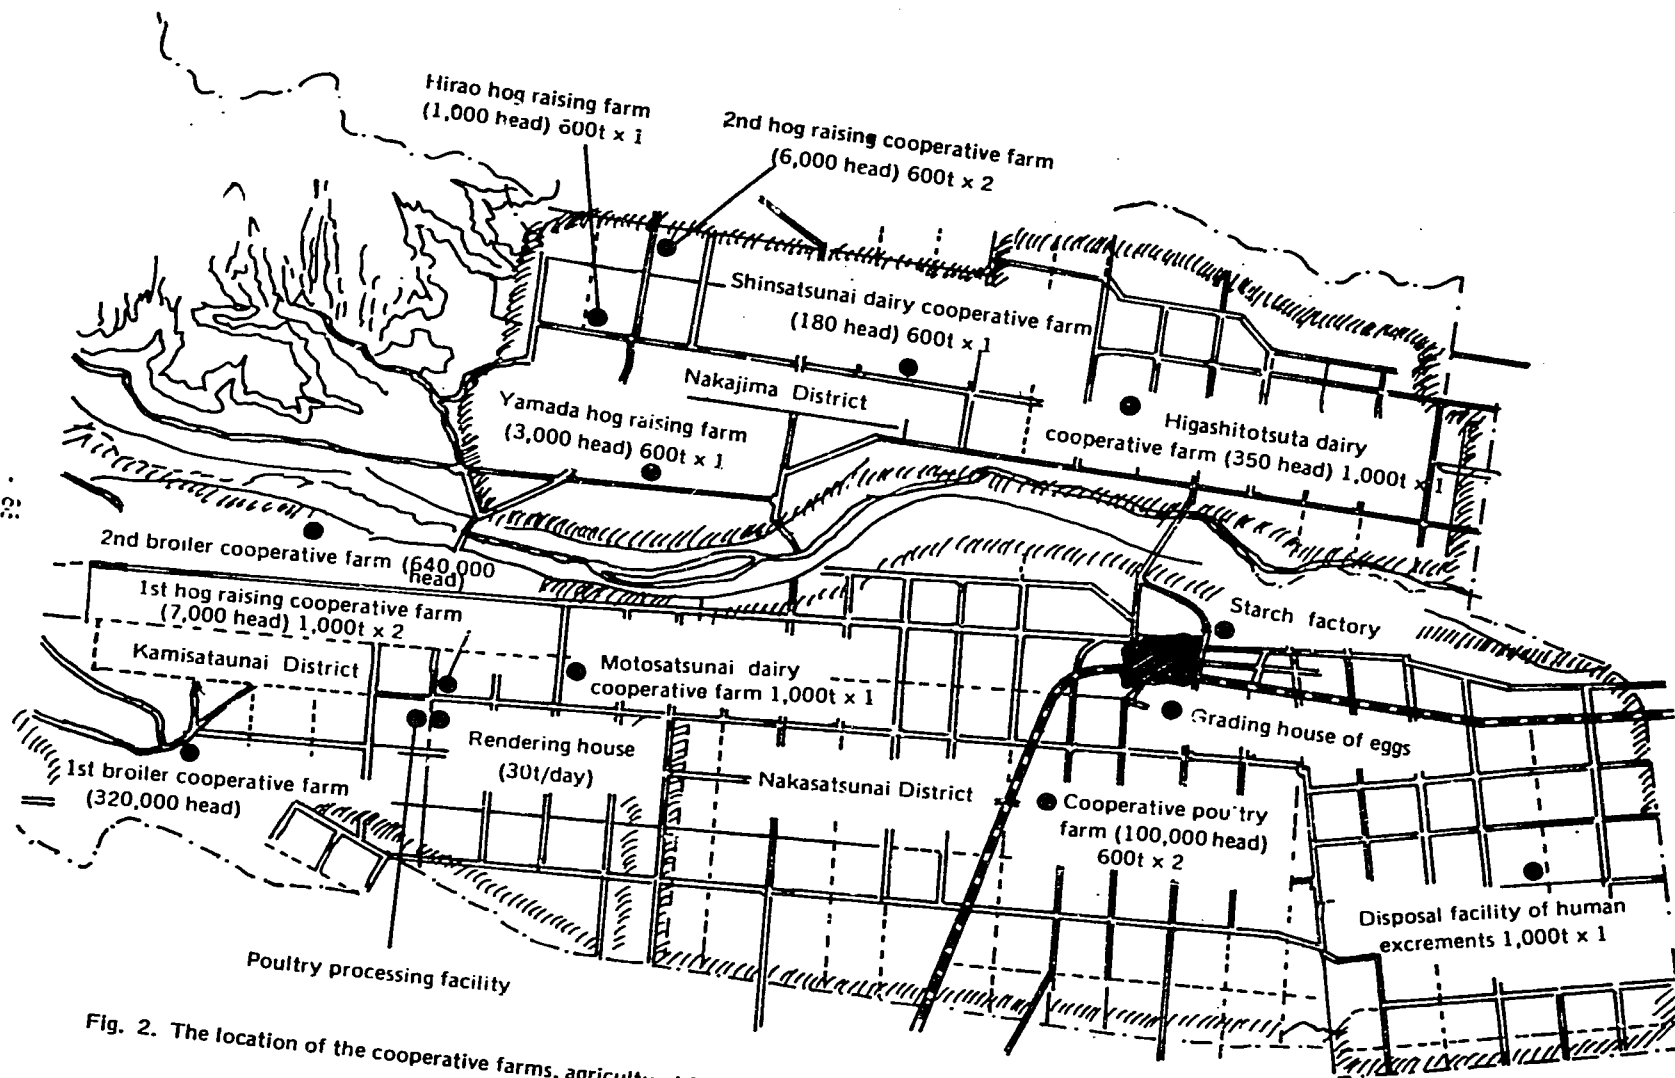 Hirao hog raising farm
(1,000 head) 600t x 1
2nd hog raising cooperative farm
(6,000 head) 600t x 2
Shinsatsunai dairy cooperative farm
(180 head) 600t x 1
Nakajima District
Yamada hog raising farm
(3,000 head) 600t x 1
Higashitotsuta dairy
cooperative farm (350 head) 1,000t x 1
2nd broiler cooperative farm (640,000
head)
1st hog raising cooperative farm
(7,000 head) 1,000t x 2
Kamisataunai District
Starch factory
Motosatsunai dairy
cooperative farm 1,000t x 1
Grading house of eggs
Rendering house
(30t/day)
1st broiler cooperative farm
(320,000 head)
Nakasatsunai District
Cooperative poultry
farm (100,000 head)
600t x 2
Disposal facility of human
excrements 1,000t x 1
Poultry processing facility
Fig. 2. The location of the cooperative farms,